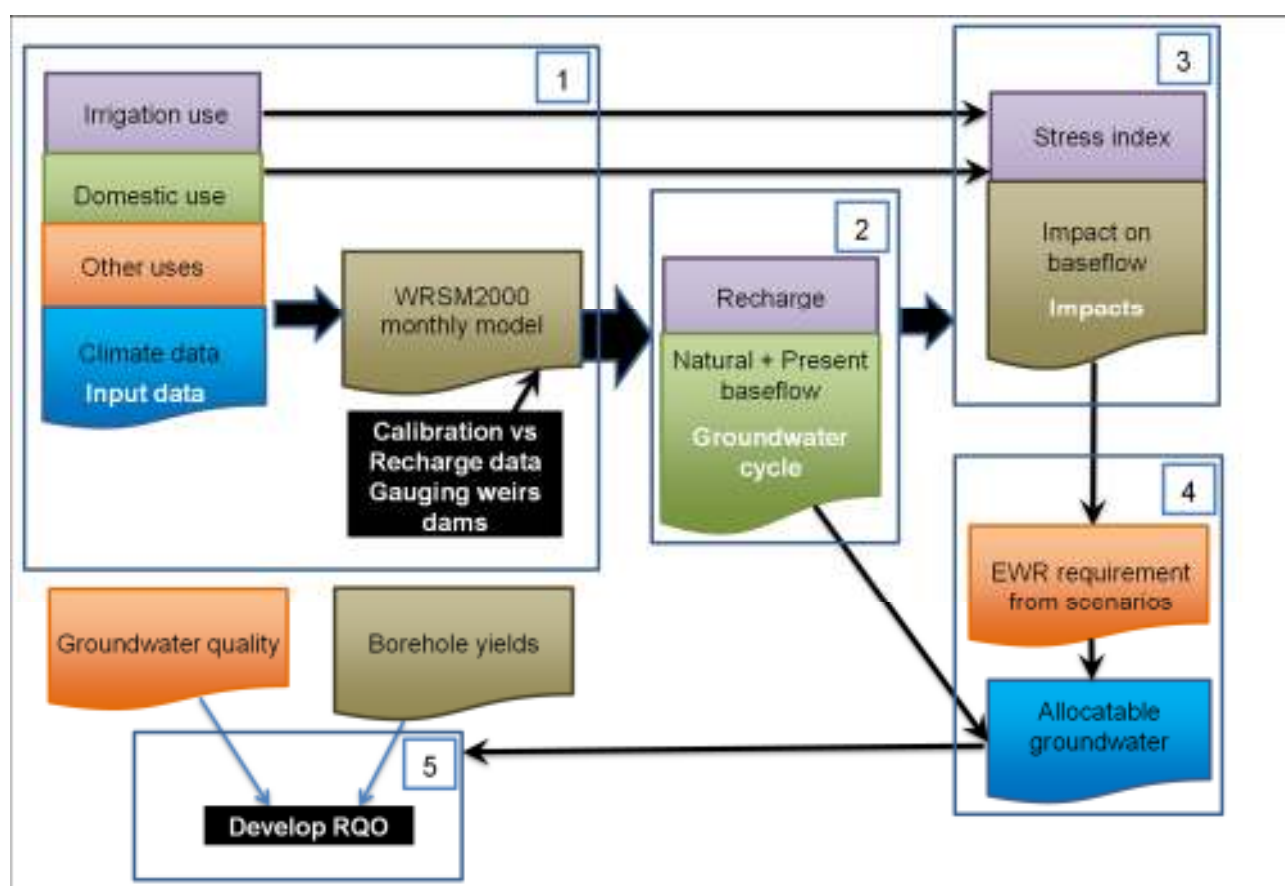 1
Irrigation use
Domestic use
Other uses
Climate data
Input data
WRSM2000
monthly model
Calibration vs
Recharge data
Gauging weirs
dams
2
Recharge
Natural + Present
baseflow
Groundwater
cycle
3
Stress index
Impact on
baseflow
Impacts
4
EWR requirement
from scenarios
Allocatable
groundwater
Groundwater quality
Borehole yields
5
Develop RQO